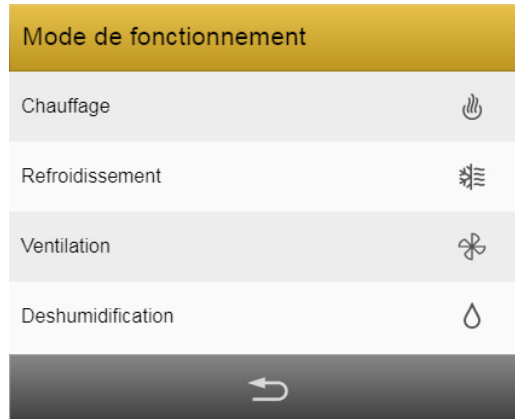 Mode de fonctionnement
Chauffage
Refroidissement
Ventilation
Deshumidification